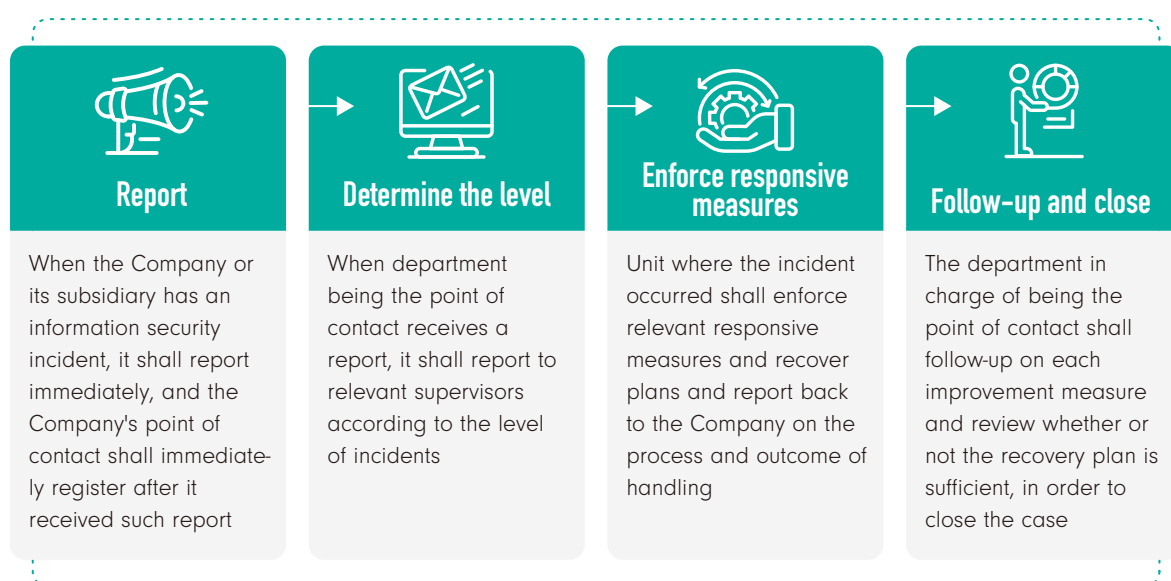 Report
When the Company or
its subsidiary has an
information security
incident, it shall report
immediately, and the
Company's point of
contact shall immediate-
ly register after it
received such report
Determine the level
When department
being the point of
contact receives a
report, it shall report to
relevant supervisors
according to the level
of incidents
Enforce responsive
measures
Unit where the incident
occurred shall enforce
relevant responsive
measures and recover
plans and report back
to the Company on the
process and outcome of
handling
Follow-up and close
The department in
charge of being the
point of contact shall
follow-up on each
improvement measure
and review whether or
not the recovery plan is
sufficient, in order to
close the case